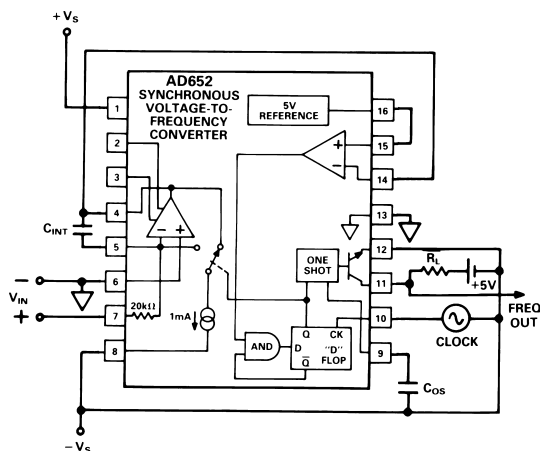 +VS
AD652
SYNCHRONOUS
VOLTAGE-TO-
FREQUENCY
CONVERTER
5V
REFERENCE
1
2
3
4
5
6
7
8
16
15
14
13
12
11
10
9
+
−
− +
CINT
−
VIN
+
20kΩ
1mA
AND
ONE
SHOT
Q CK
D "D"
Q̅ FLOP
RL
+5V
FREQ
OUT
CLOCK
COS
−VS